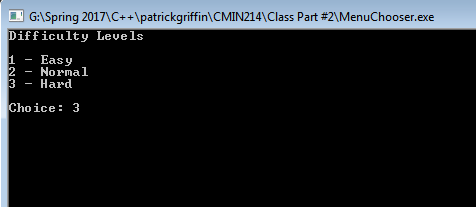 G:\Spring 2017\C++\patrickgriffin\CMIN214\Class Part #2\MenuChooser.exe
Difficulty Levels
1 - Easy
2 - Normal
3 - Hard
Choice: 3